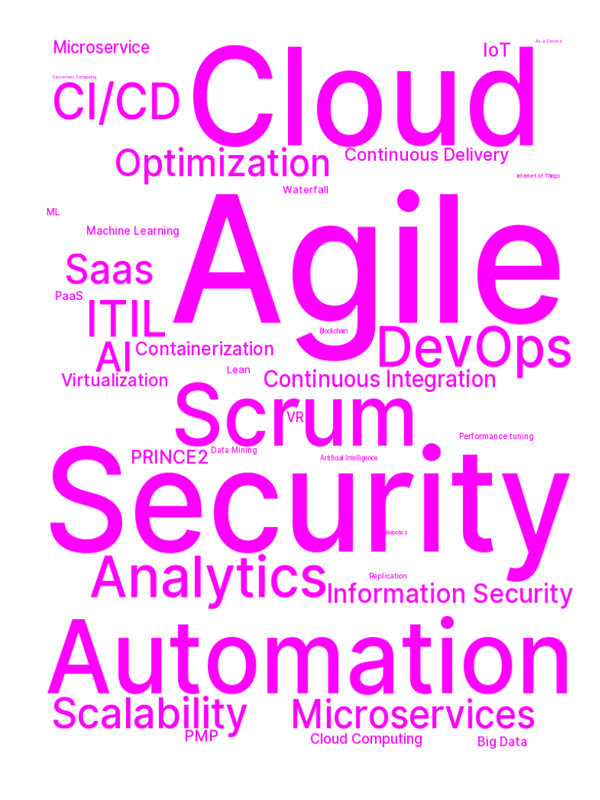 Microservice
IoT
As-a-Service
Serverless Computing
CI/CD
Cloud
Optimization
Continuous Delivery
Internet of Things
Waterfall
ML
Machine Learning
Agile
Saas
PaaS
ITIL
Blockchain
DevOps
AI
Containerization
Lean
Virtualization
Continuous Integration
Scrum
VR
Performance tuning
PRINCE2
Data Mining
Artificial Intelligence
Security
Robotics
Analytics
Replication
Information Security
Automation
Scalability
Microservices
PMP
Cloud Computing
Big Data